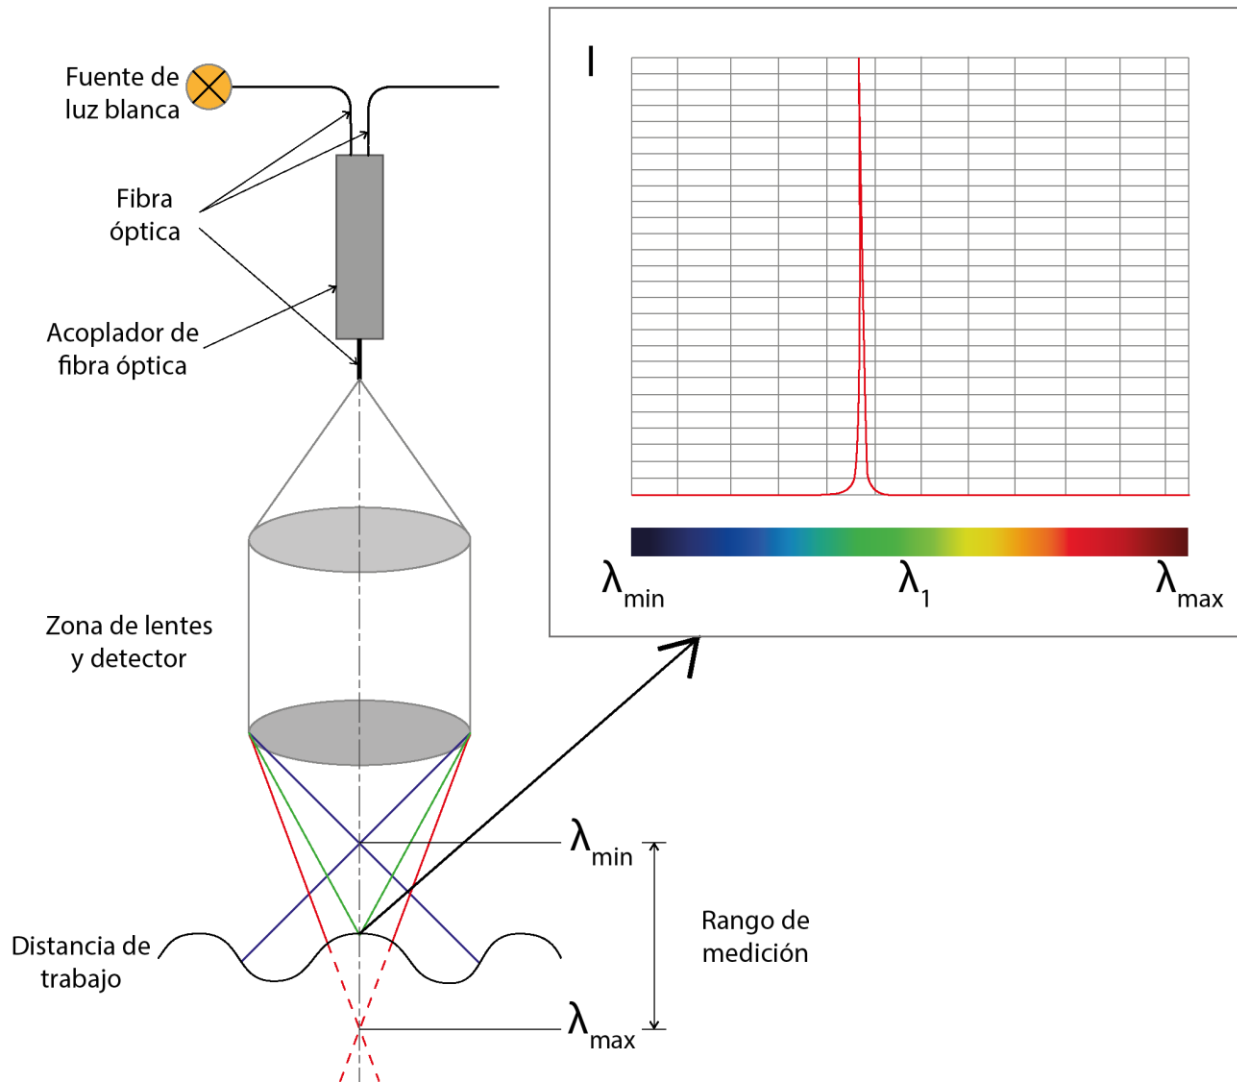 Fuente de
luz blanca
Fibra
óptica
Acoplador de
fibra óptica
Zona de lentes
y detector
Distancia de
trabajo
λmin
λmax
Rango de
medición
I
λmin
λ1
λmax